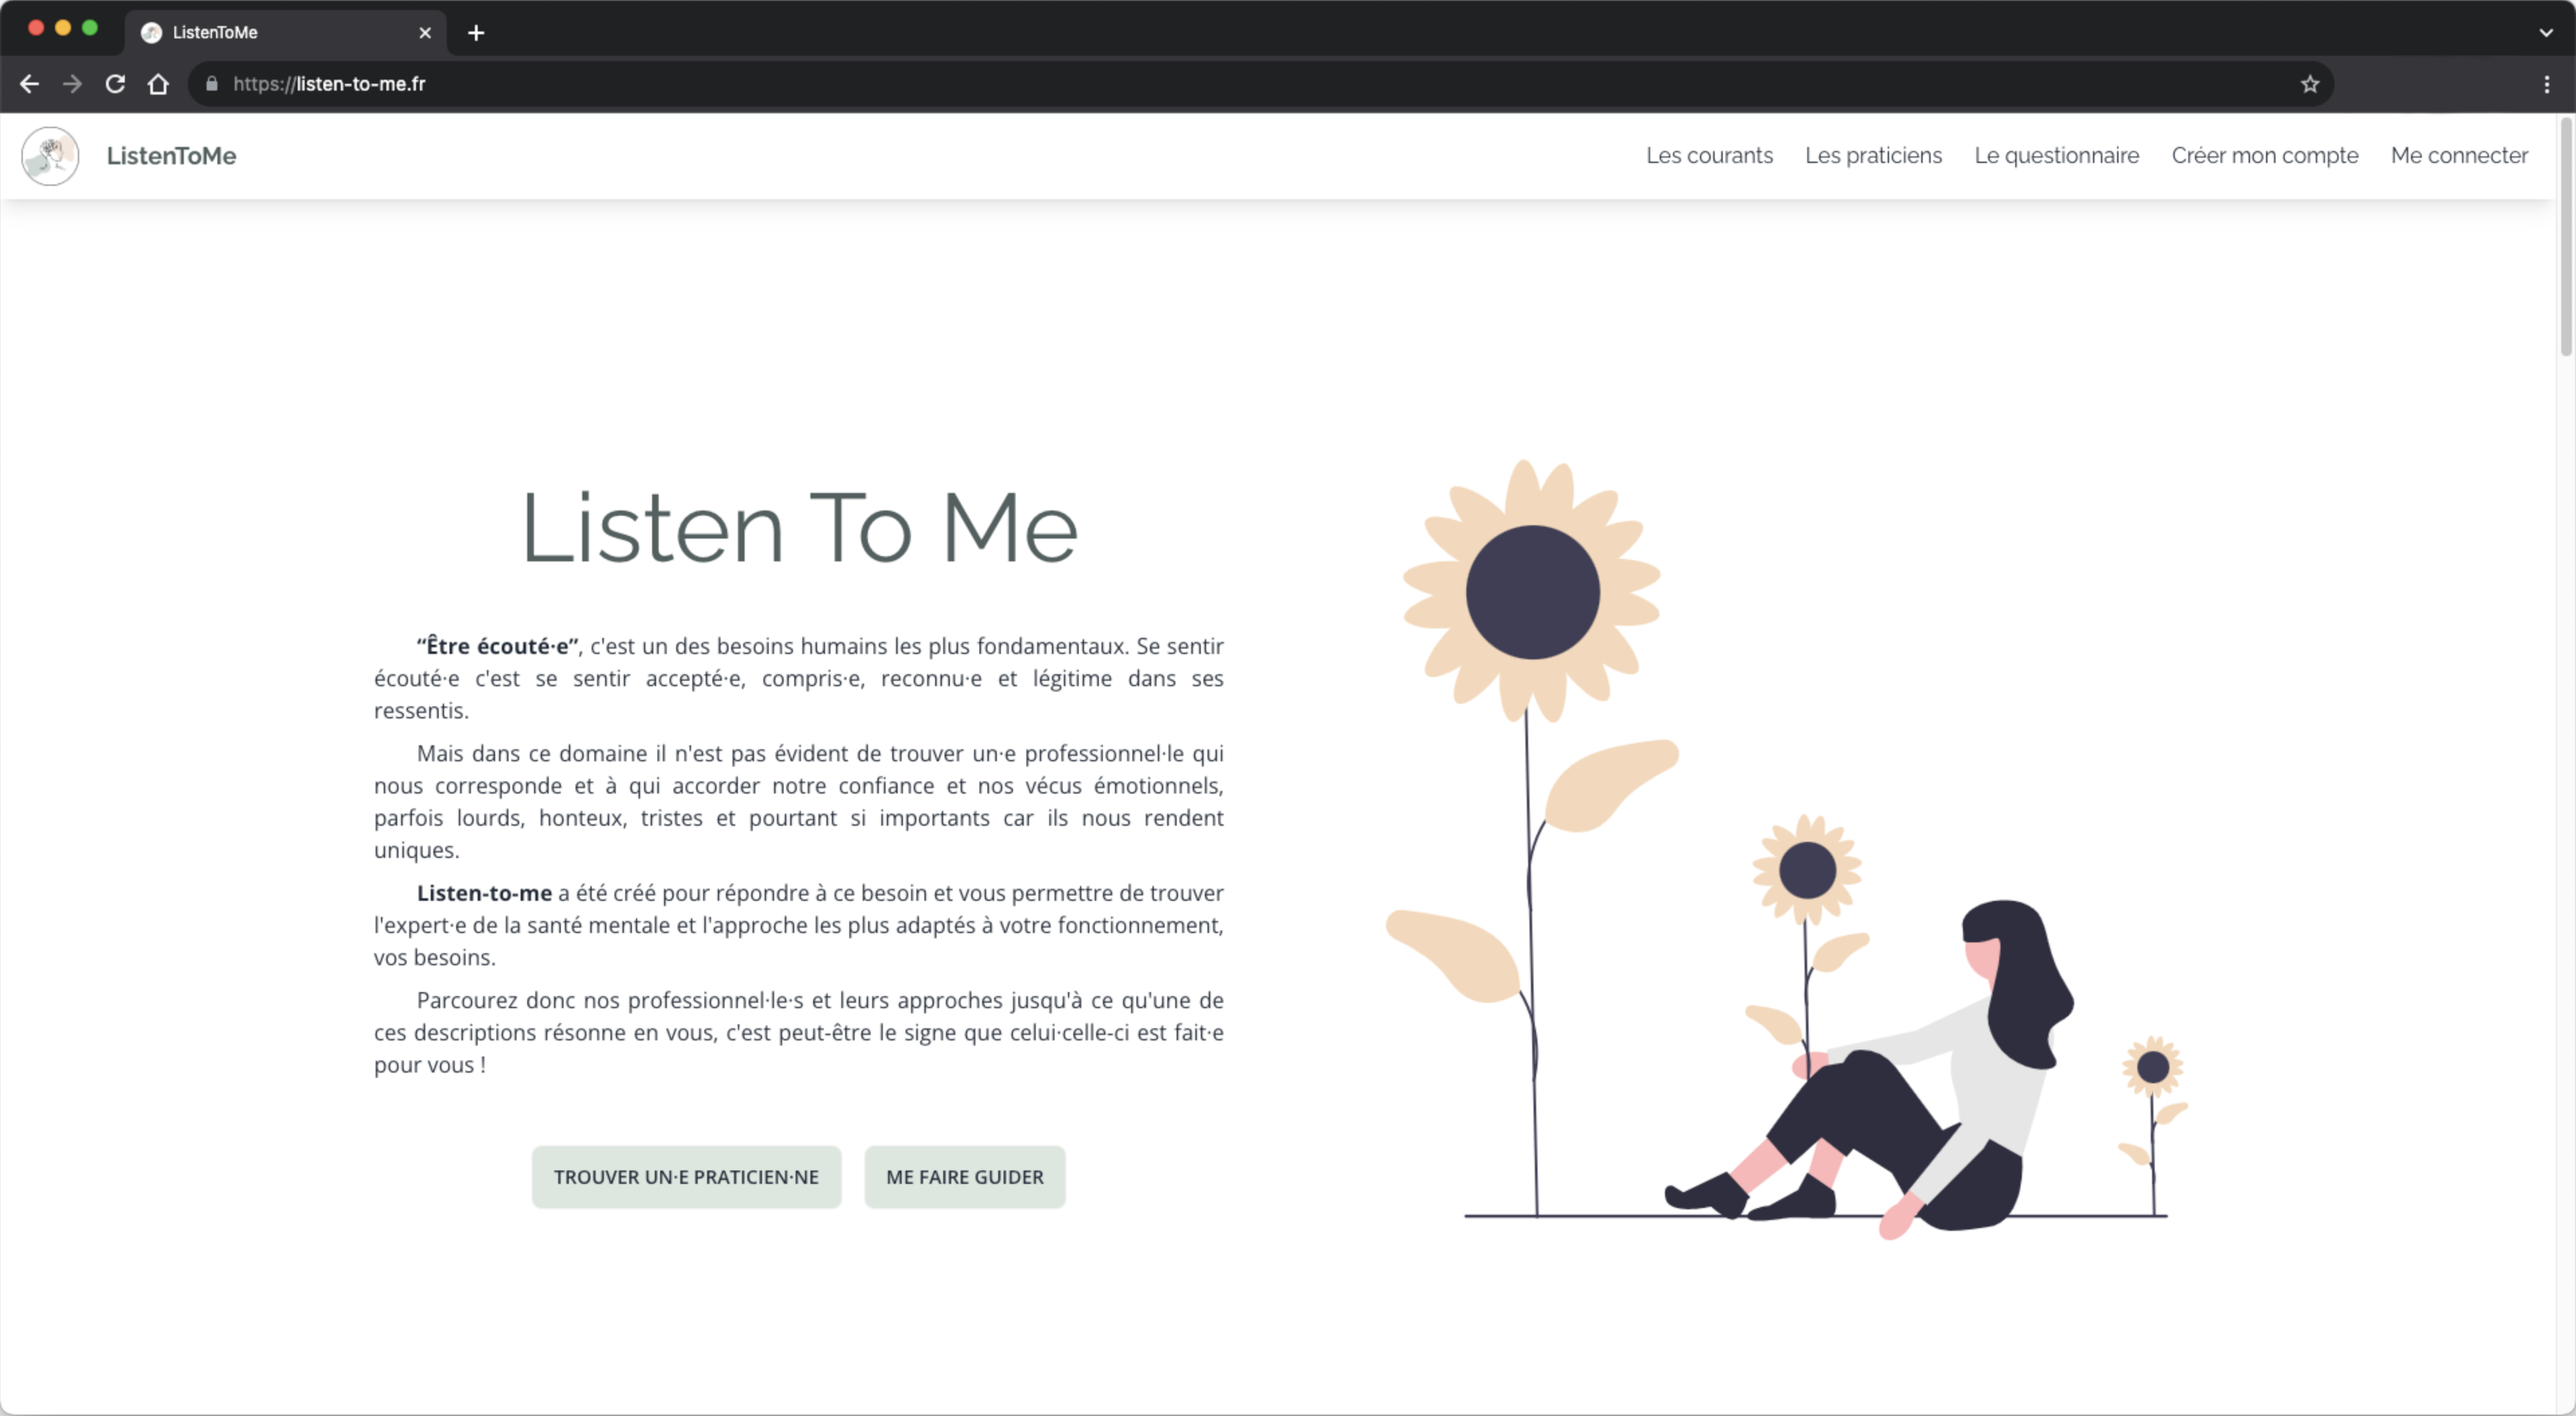 ListenToMe
https://listen-to-me.fr
ListenToMe
Les courants Les praticiens Le questionnaire Créer mon compte Me connecter
Listen To Me
“Être écouté·e”, c'est un des besoins humains les plus fondamentaux. Se sentir
écouté·e c'est se sentir accepté·e, compris·e, reconnu·e et légitime dans ses
ressentis.
Mais dans ce domaine il n'est pas évident de trouver un·e professionnel·le qui
nous corresponde et à qui accorder notre confiance et nos vécus émotionnels,
parfois lourds, honteux, tristes et pourtant si importants car ils nous rendent
uniques.
Listen-to-me a été créé pour répondre à ce besoin et vous permettre de trouver
l'expert·e de la santé mentale et l'approche les plus adaptés à votre fonctionnement,
vos besoins.
Parcourez donc nos professionnel·le·s et leurs approches jusqu'à ce qu'une de
ces descriptions résonne en vous, c'est peut-être le signe que celui·celle-ci est fait·e
pour vous !
TROUVER UN·E PRATICIEN·NE ME FAIRE GUIDER